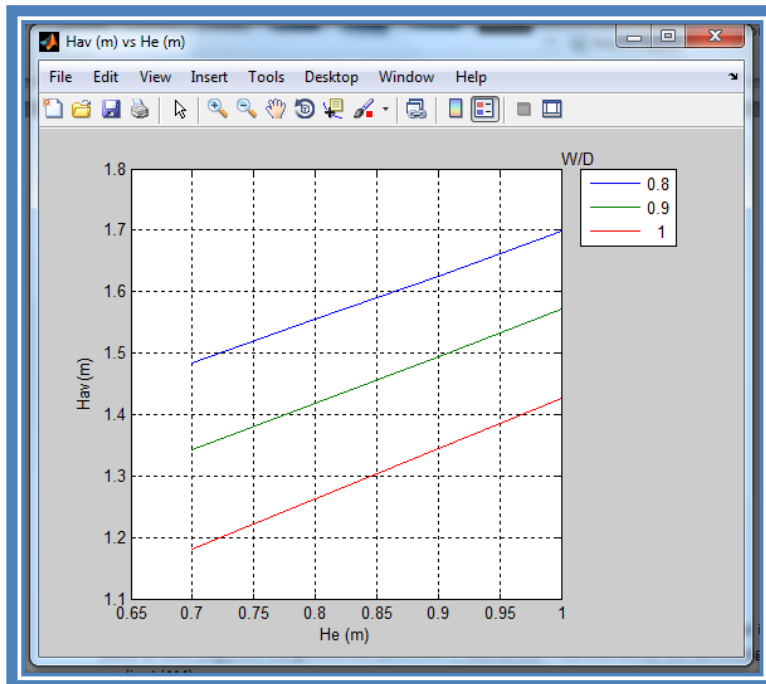 Hav (m) vs He (m)
File Edit View Insert Tools Desktop Window Help
W/D
0.8
0.9
1
1.8
1.7
1.6
1.5
1.4
1.3
1.2
1.1
Hav (m)
0.65 0.7 0.75 0.8 0.85 0.9 0.95 1
He (m)